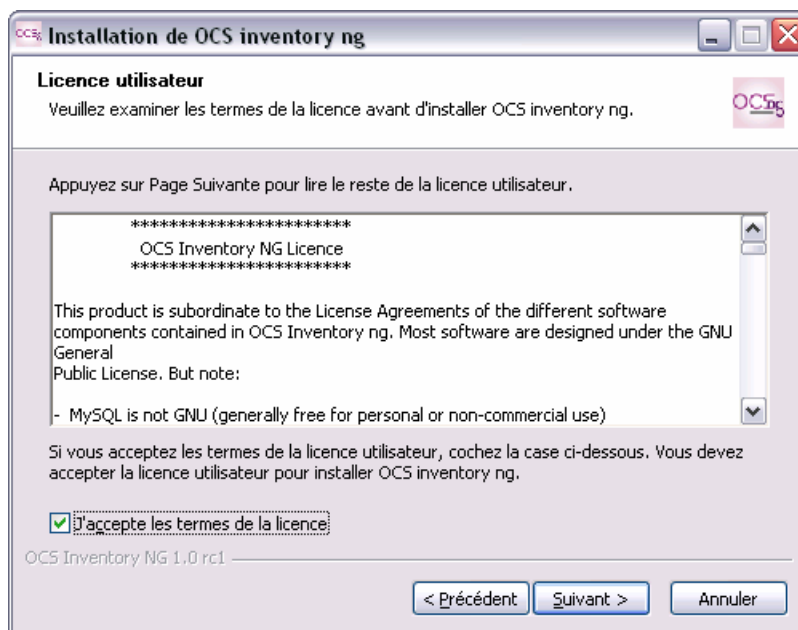 Installation de OCS inventory ng
Licence utilisateur
Veuillez examiner les termes de la licence avant d'installer OCS inventory ng.
Appuyez sur Page Suivante pour lire le reste de la licence utilisateur.
************************
OCS Inventory NG Licence
************************
This product is subordinate to the License Agreements of the different software
components contained in OCS Inventory ng. Most software are designed under the GNU
General
Public License. But note:
- MySQL is not GNU (generally free for personal or non-commercial use)
Si vous acceptez les termes de la licence utilisateur, cochez la case ci-dessous. Vous devez
accepter la licence utilisateur pour installer OCS inventory ng.
J'accepte les termes de la licence
OCS Inventory NG 1.0 rc1
< Précédent
Suivant >
Annuler